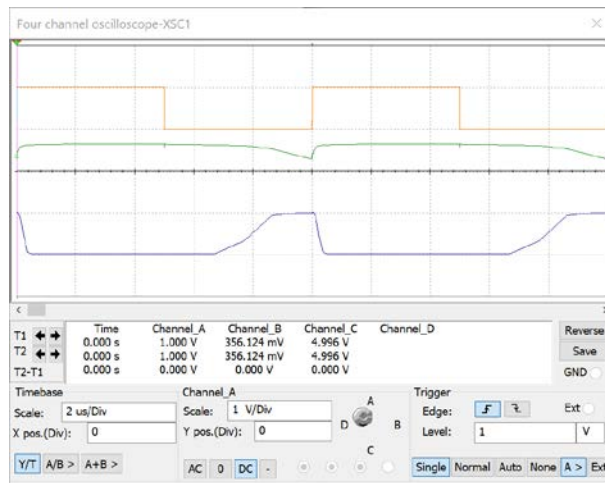 Four channel oscilloscope-XSC1
Time Channel_A Channel_B Channel_C Channel_D
T1 0.000 s 1.000 V 356.124 mV 4.996 V
T2 0.000 s 1.000 V 356.124 mV 4.996 V
T2-T1 0.000 s 0.000 V 0.000 V 0.000 V
Reverse
Save
GND
Timebase
Scale: 2 us/Div
X pos.(Div): 0
Y/T A/B > A+B >
Channel_A
Scale: 1 V/Div
Y pos.(Div): 0
AC 0 DC -
A
D B
C
Trigger
Edge: Ext
Level: 1 V
Single Normal Auto None A > Ext